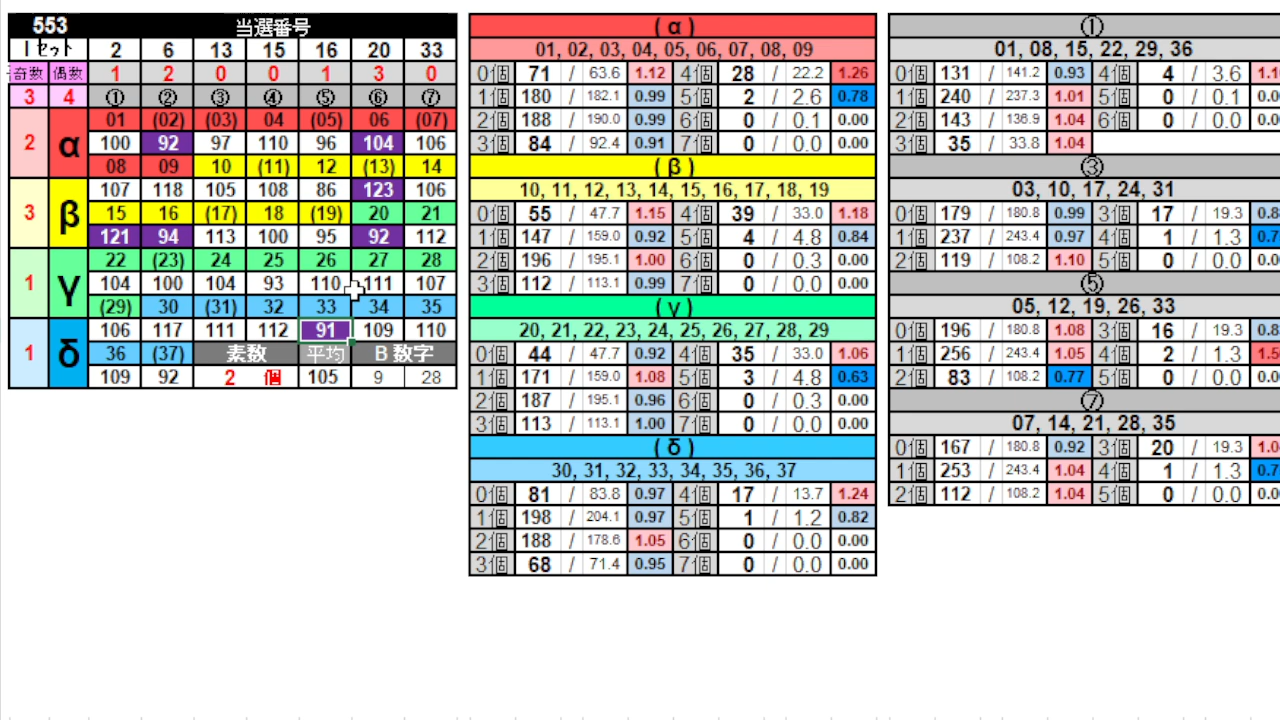 553 当選番号
Iセット 2 6 13 15 16 20 33
奇数 偶数 1 2 0 0 1 3 0
3 4 ① ② ③ ④ ⑤ ⑥ ⑦
2 α 01 (02) (03) 04 (05) 06 (07)
100 92 97 110 96 104 106
08 09 10 (11) 12 (13) 14
3 β 107 118 105 108 86 123 106
15 16 (17) 18 (19) 20 21
121 94 113 100 95 92 112
1 γ 22 (23) 24 25 26 27 28
104 100 104 93 110 111 107
(29) 30 (31) 32 33 34 35
1 δ 106 117 111 112 91 109 110
36 (37) 素数 平均 B数字
109 92 2 個 105 9 28
(α)
01, 02, 03, 04, 05, 06, 07, 08, 09
0個 71 / 63.6 1.12 4個 28 / 22.2 1.26
1個 180 / 182.1 0.99 5個 2 / 2.6 0.78
2個 188 / 190.0 0.99 6個 0 / 0.1 0.00
3個 84 / 92.4 0.91 7個 0 / 0.0 0.00
(β)
10, 11, 12, 13, 14, 15, 16, 17, 18, 19
0個 55 / 47.7 1.15 4個 39 / 33.0 1.18
1個 147 / 159.0 0.92 5個 4 / 4.8 0.84
2個 196 / 195.1 1.00 6個 0 / 0.3 0.00
3個 112 / 113.1 0.99 7個 0 / 0.0 0.00
(γ)
20, 21, 22, 23, 24, 25, 26, 27, 28, 29
0個 44 / 47.7 0.92 4個 35 / 33.0 1.06
1個 171 / 159.0 1.08 5個 3 / 4.8 0.63
2個 187 / 195.1 0.96 6個 0 / 0.3 0.00
3個 113 / 113.1 1.00 7個 0 / 0.0 0.00
(δ)
30, 31, 32, 33, 34, 35, 36, 37
0個 81 / 83.8 0.97 4個 17 / 13.7 1.24
1個 198 / 204.1 0.97 5個 1 / 1.2 0.82
2個 188 / 178.6 1.05 6個 0 / 0.0 0.00
3個 68 / 71.4 0.95 7個 0 / 0.0 0.00
①
01, 08, 15, 22, 29, 36
0個 131 / 141.2 0.93 4個 4 / 3.6
1個 240 / 237.3 1.01 5個 0 / 0.1
2個 143 / 136.9 1.04 6個 0 / 0.0
3個 35 / 33.8 1.04
③
03, 10, 17, 24, 31
0個 179 / 180.8 0.99 3個 17 / 19.3
1個 237 / 243.4 0.97 4個 1 / 1.3
2個 119 / 108.2 1.10 5個 0 / 0.0
⑤
05, 12, 19, 26, 33
0個 196 / 180.8 1.08 3個 16 / 19.3
1個 256 / 243.4 1.05 4個 2 / 1.3
2個 83 / 108.2 0.77 5個 0 / 0.0
⑦
07, 14, 21, 28, 35
0個 167 / 180.8 0.92 3個 20 / 19.3
1個 253 / 243.4 1.04 4個 1 / 1.3
2個 112 / 108.2 1.04 5個 0 / 0.0